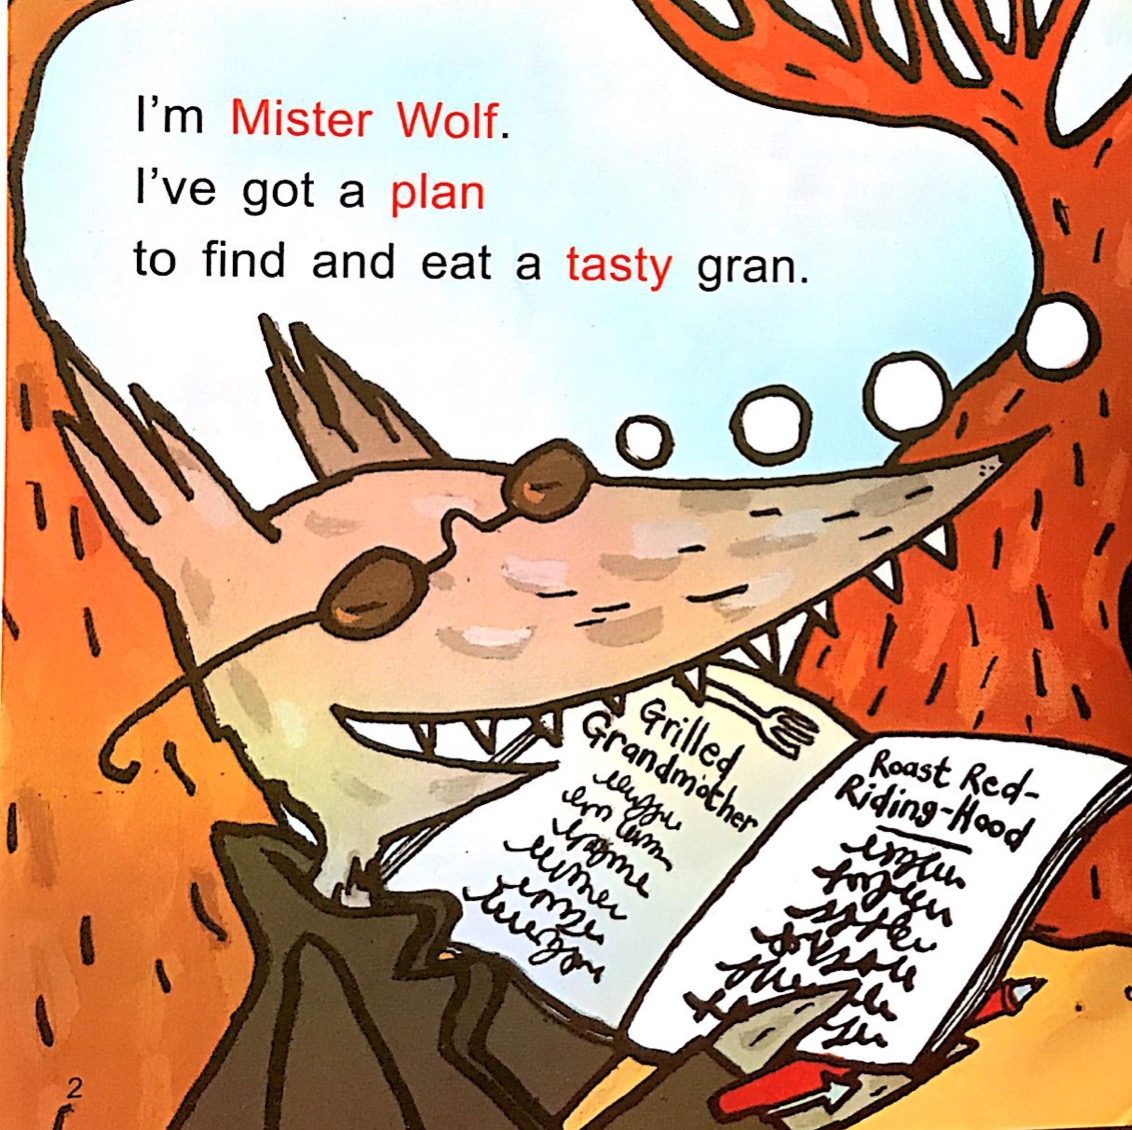 I'm Mister Wolf.
I've got a plan
to find and eat a tasty gran.
Grilled
Grandmother
Roast Red-
Riding-Hood
2